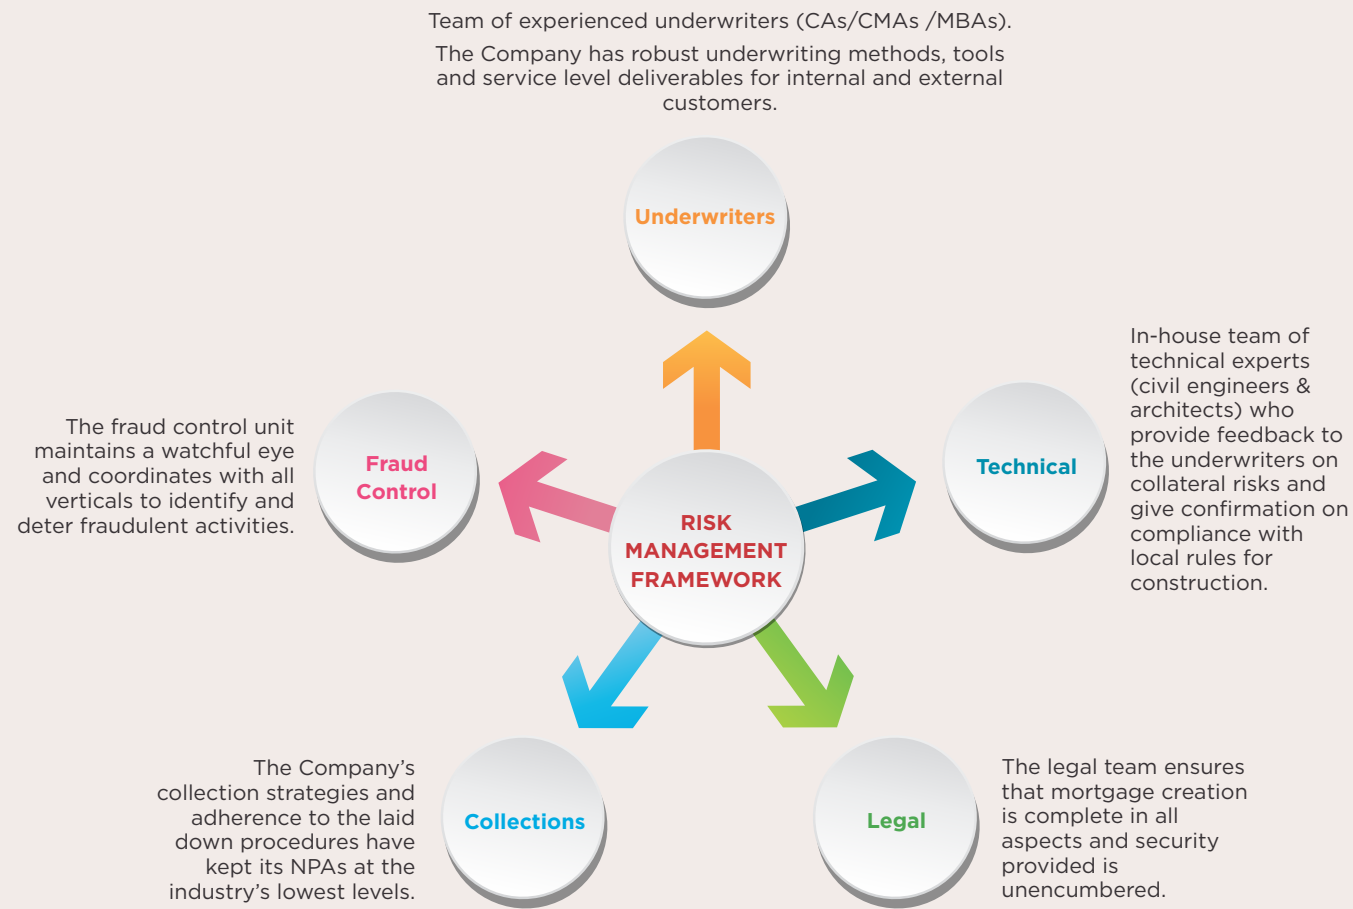 Team of experienced underwriters (CAs/CMAs /MBAs).
The Company has robust underwriting methods, tools
and service level deliverables for internal and external
customers.
Underwriters
In-house team of
technical experts
(civil engineers &
architects) who
provide feedback to
the underwriters on
collateral risks and
give confirmation on
compliance with
local rules for
construction.
Technical
The fraud control unit
maintains a watchful eye
and coordinates with all
verticals to identify and
deter fraudulent activities.
Fraud
Control
RISK
MANAGEMENT
FRAMEWORK
The Company’s
collection strategies and
adherence to the laid
down procedures have
kept its NPAs at the
industry’s lowest levels.
Collections
Legal
The legal team ensures
that mortgage creation
is complete in all
aspects and security
provided is
unencumbered.